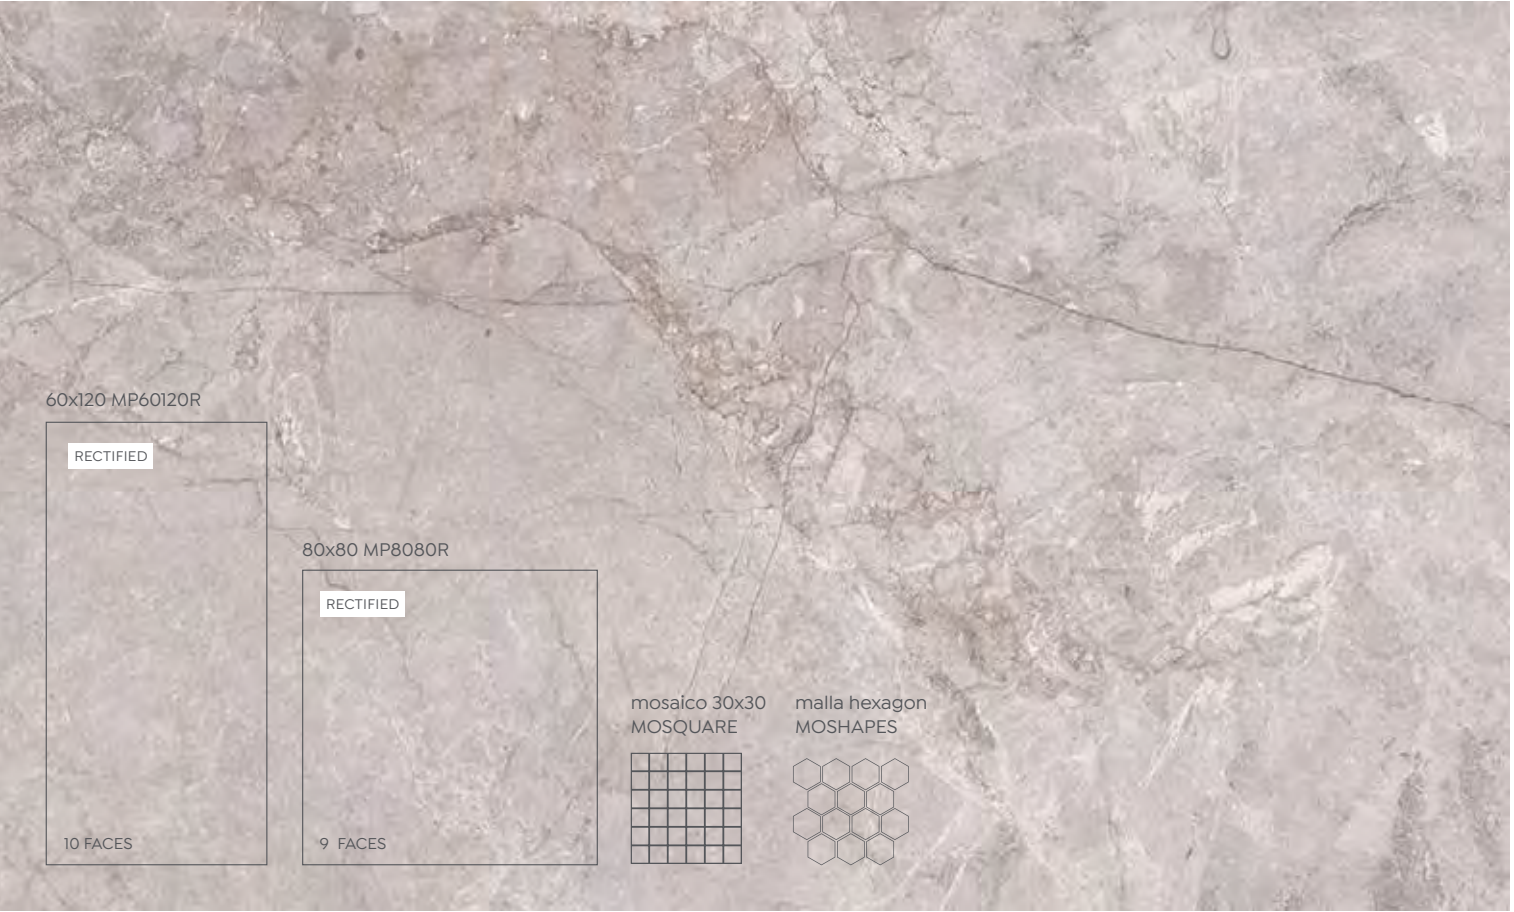 60x120 MP60120R
RECTIFIED
10 FACES
80x80 MP8080R
RECTIFIED
9 FACES
mosaico 30x30
MOSQUARE
malla hexagon
MOSHAPES